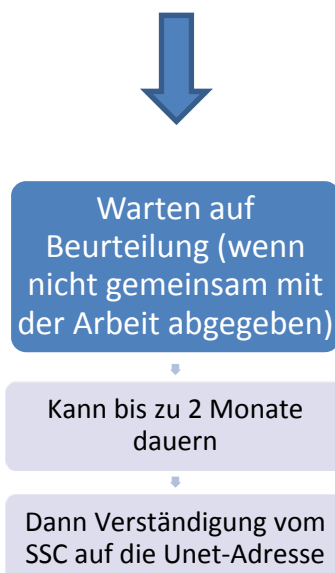 Warten auf
Beurteilung (wenn
nicht gemeinsam mit
der Arbeit abgegeben)
Kann bis zu 2 Monate
dauern
Dann Verständigung vom
SSC auf die Unet-Adresse